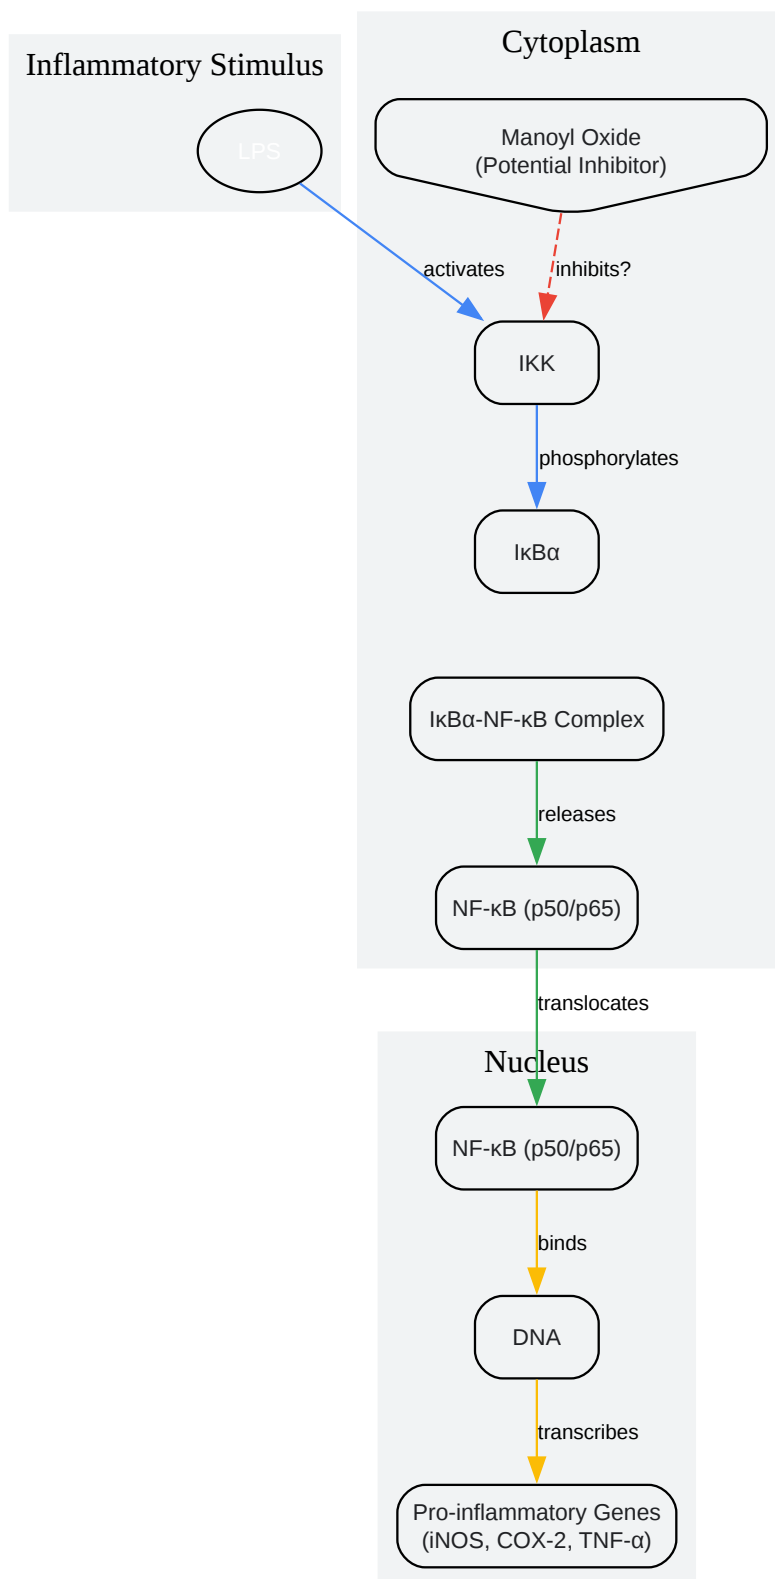 Inflammatory Stimulus
LPS
Cytoplasm
Manoyl Oxide
(Potential Inhibitor)
activates
inhibits?
IKK
phosphorylates
IκBα
IκBα-NF-κB Complex
releases
NF-κB (p50/p65)
translocates
Nucleus
NF-κB (p50/p65)
binds
DNA
transcribes
Pro-inflammatory Genes
(iNOS, COX-2, TNF-α)